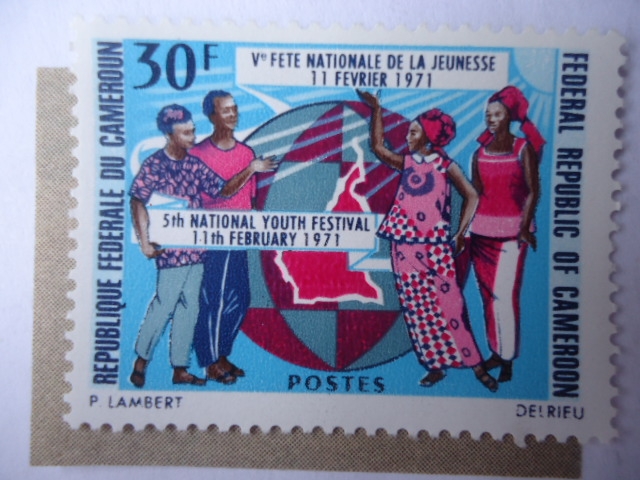 30F
Ve FETE NATIONALE DE LA JEUNESSE
11 FEVRIER 1971
REPUBLIQUE FEDERALE DU CAMEROUN
FEDERAL REPUBLIC OF CAMEROON
5th NATIONAL YOUTH FESTIVAL
11th FEBRUARY 1971
POSTES
P. LAMBERT
DELRIEU